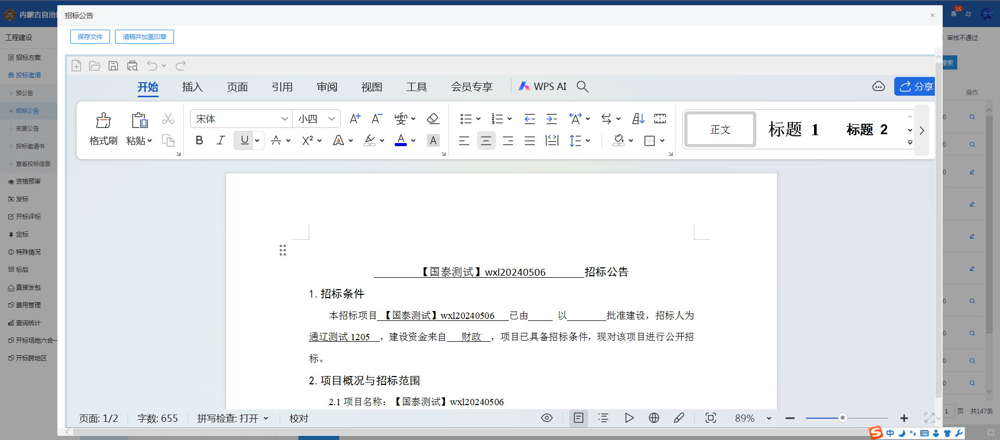 内蒙古自治
15
招标公告
×
工程建设
保存文件
清稿并加盖印章
审核不通过
招标方案
搜索
投标邀请
开始
插入
页面
引用
审阅
视图
工具
会员专享
WPS AI
分享
预公告
操作
招标公告
宋体
小四
变更公告
格式刷
粘贴
正文
标题 1
标题 2
投标邀请书
查看投标信息
资格预审
发标
开标评标
定标
特殊情况
标后
直接发包
费用管理
查询统计
开标场地六合一
开标跨地区
【国泰测试】wxl20240506 招标公告
1. 招标条件
本招标项目 【国泰测试】wxl20240506 已由 以 批准建设，招标人为
通辽测试 1205 ，建设资金来自 财政 ，项目已具备招标条件，现对该项目进行公开招
标。
2. 项目概况与招标范围
2.1 项目名称：【国泰测试】wxl20240506
页面: 1/2
字数: 655
拼写检查: 打开
校对
89%
1
页
共147条
中